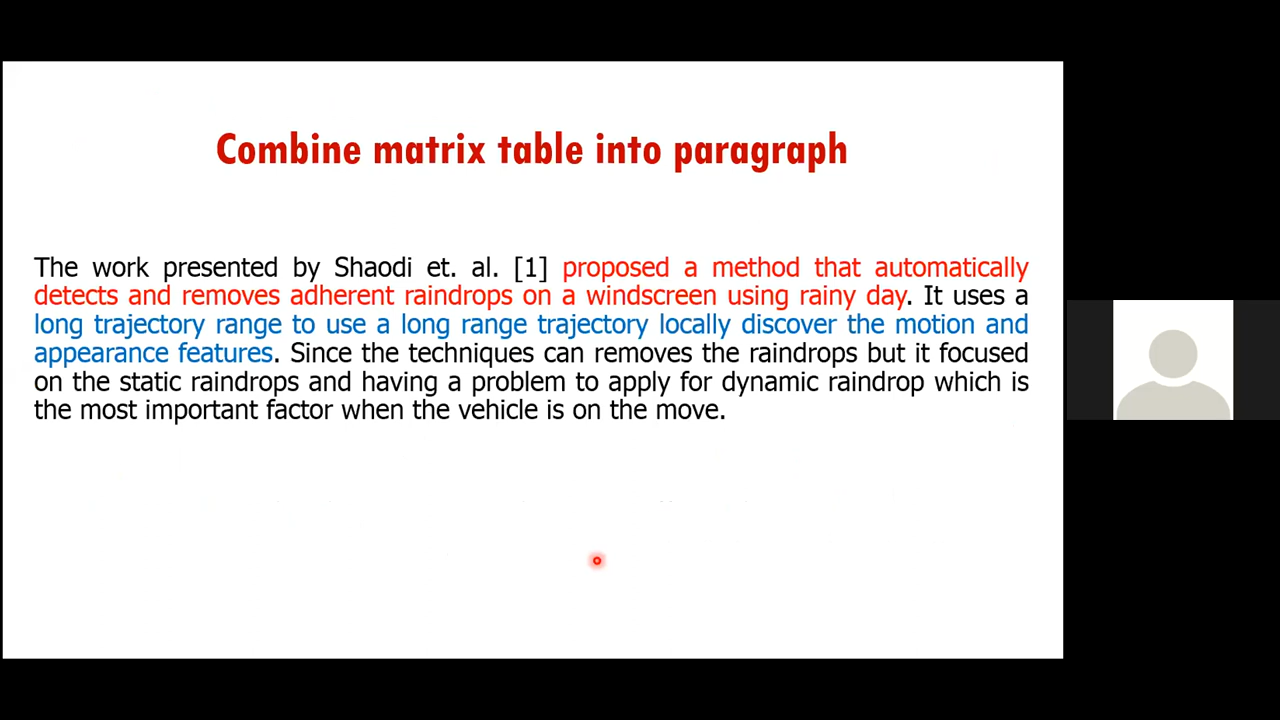 Combine matrix table into paragraph
The work presented by Shaodi et. al. [1] proposed a method that automatically
detects and removes adherent raindrops on a windscreen using rainy day. It uses a
long trajectory range to use a long range trajectory locally discover the motion and
appearance features. Since the techniques can removes the raindrops but it focused
on the static raindrops and having a problem to apply for dynamic raindrop which is
the most important factor when the vehicle is on the move.